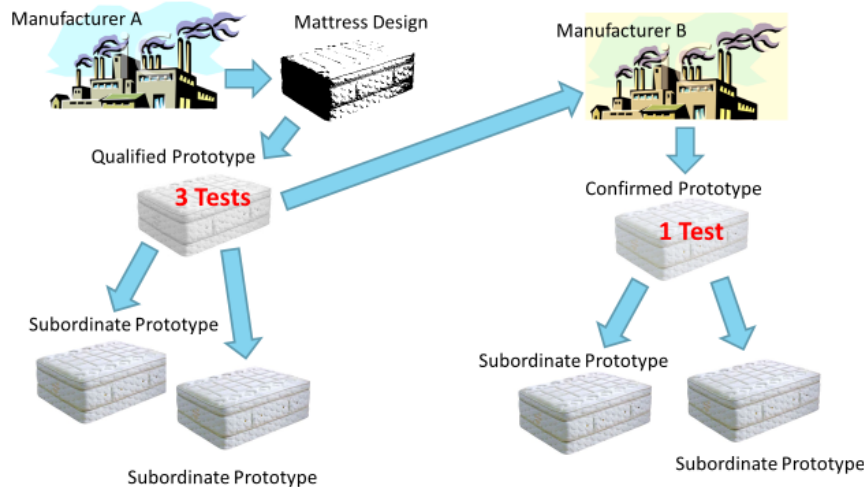 Manufacturer A
Mattress Design
Manufacturer B
Qualified Prototype
3 Tests
Confirmed Prototype
1 Test
Subordinate Prototype
Subordinate Prototype
Subordinate Prototype
Subordinate Prototype